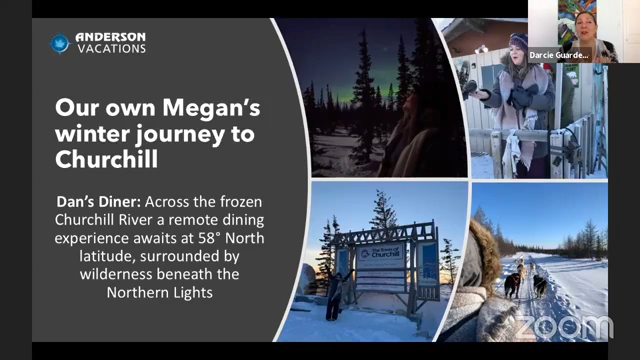 ANDERSON
VACATIONS
Our own Megan's
winter journey to
Churchill
Dan's Diner: Across the frozen
Churchill River a remote dining
experience awaits at 58° North
latitude, surrounded by
wilderness beneath the
Northern Lights
Darcie Guarde...
Churchill
zoom